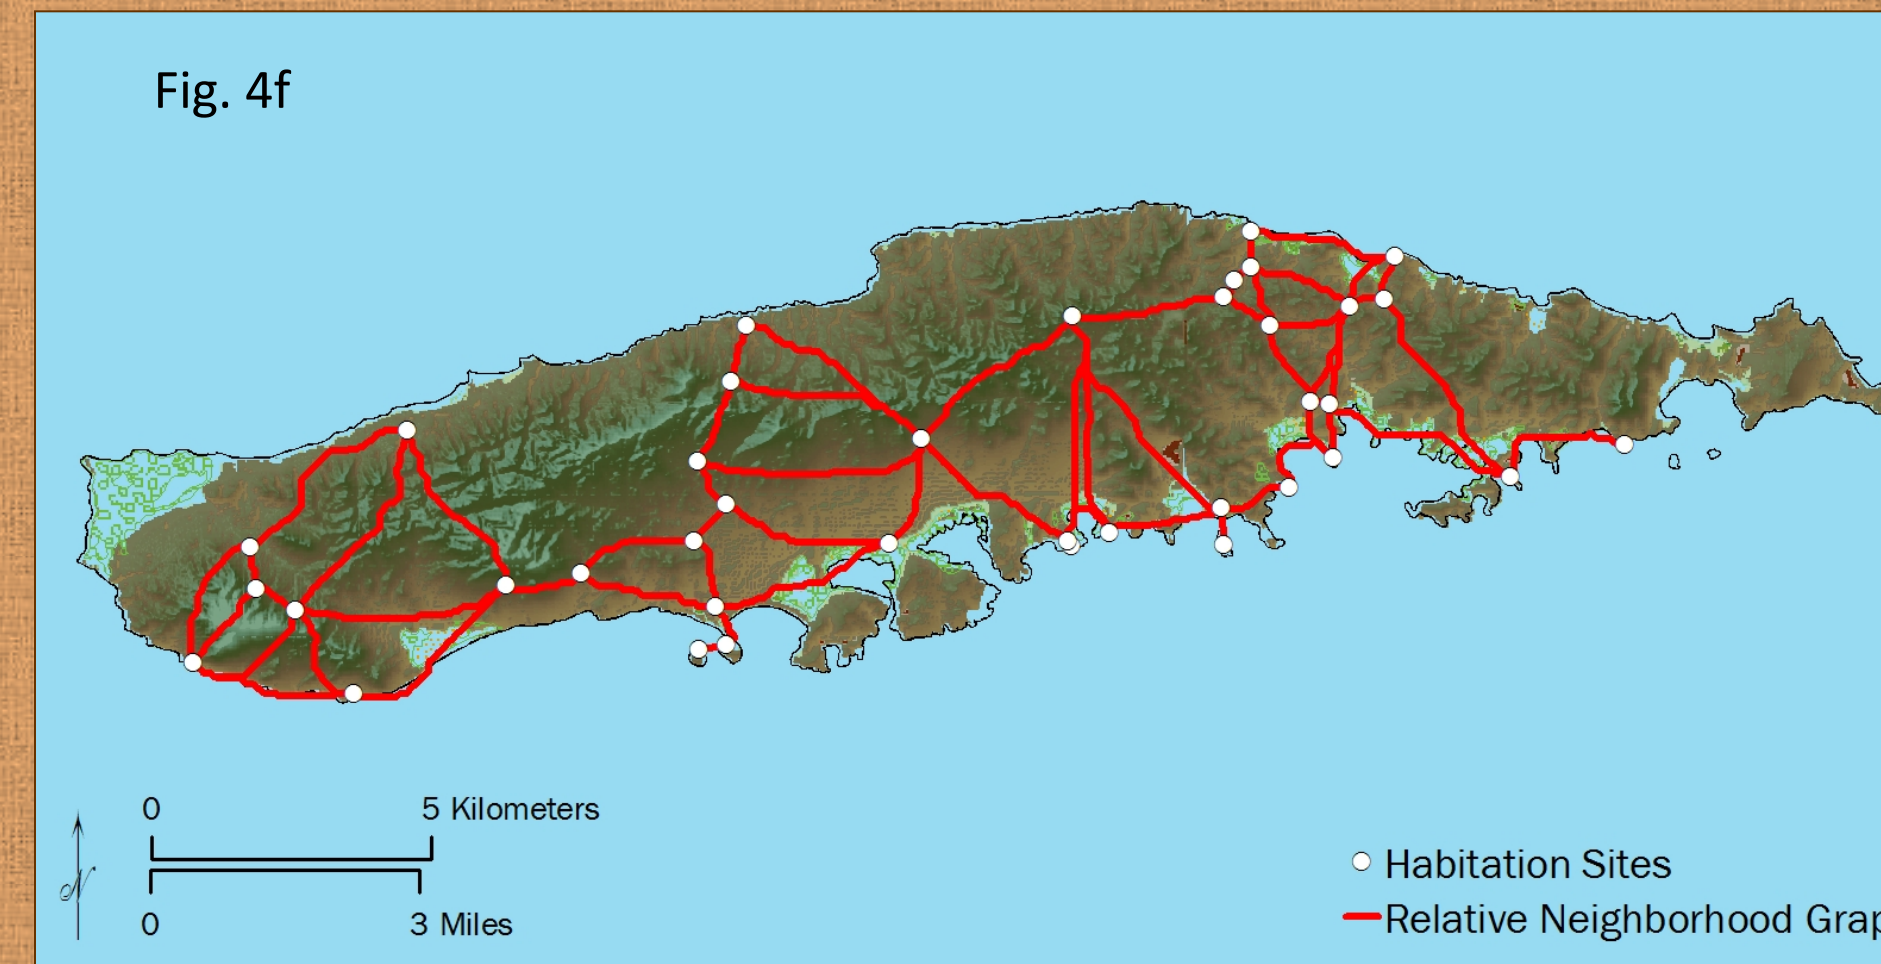 Fig. 4f
0 5 Kilometers
N
0 3 Miles
Habitation Sites
Relative Neighborhood Grap